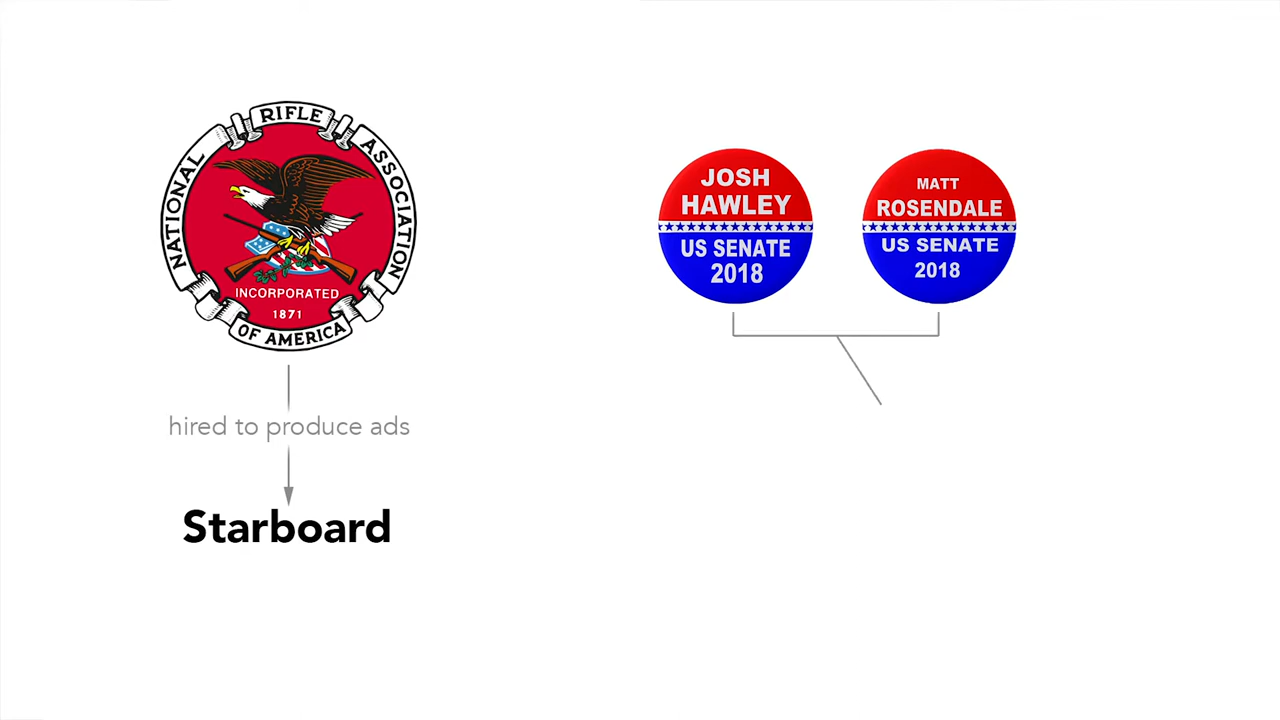 NATIONAL
RIFLE
ASSOCIATION
INCORPORATED
1871
OF AMERICA
hired to produce ads
Starboard
JOSH
HAWLEY
US SENATE
2018
MATT
ROSENDALE
US SENATE
2018